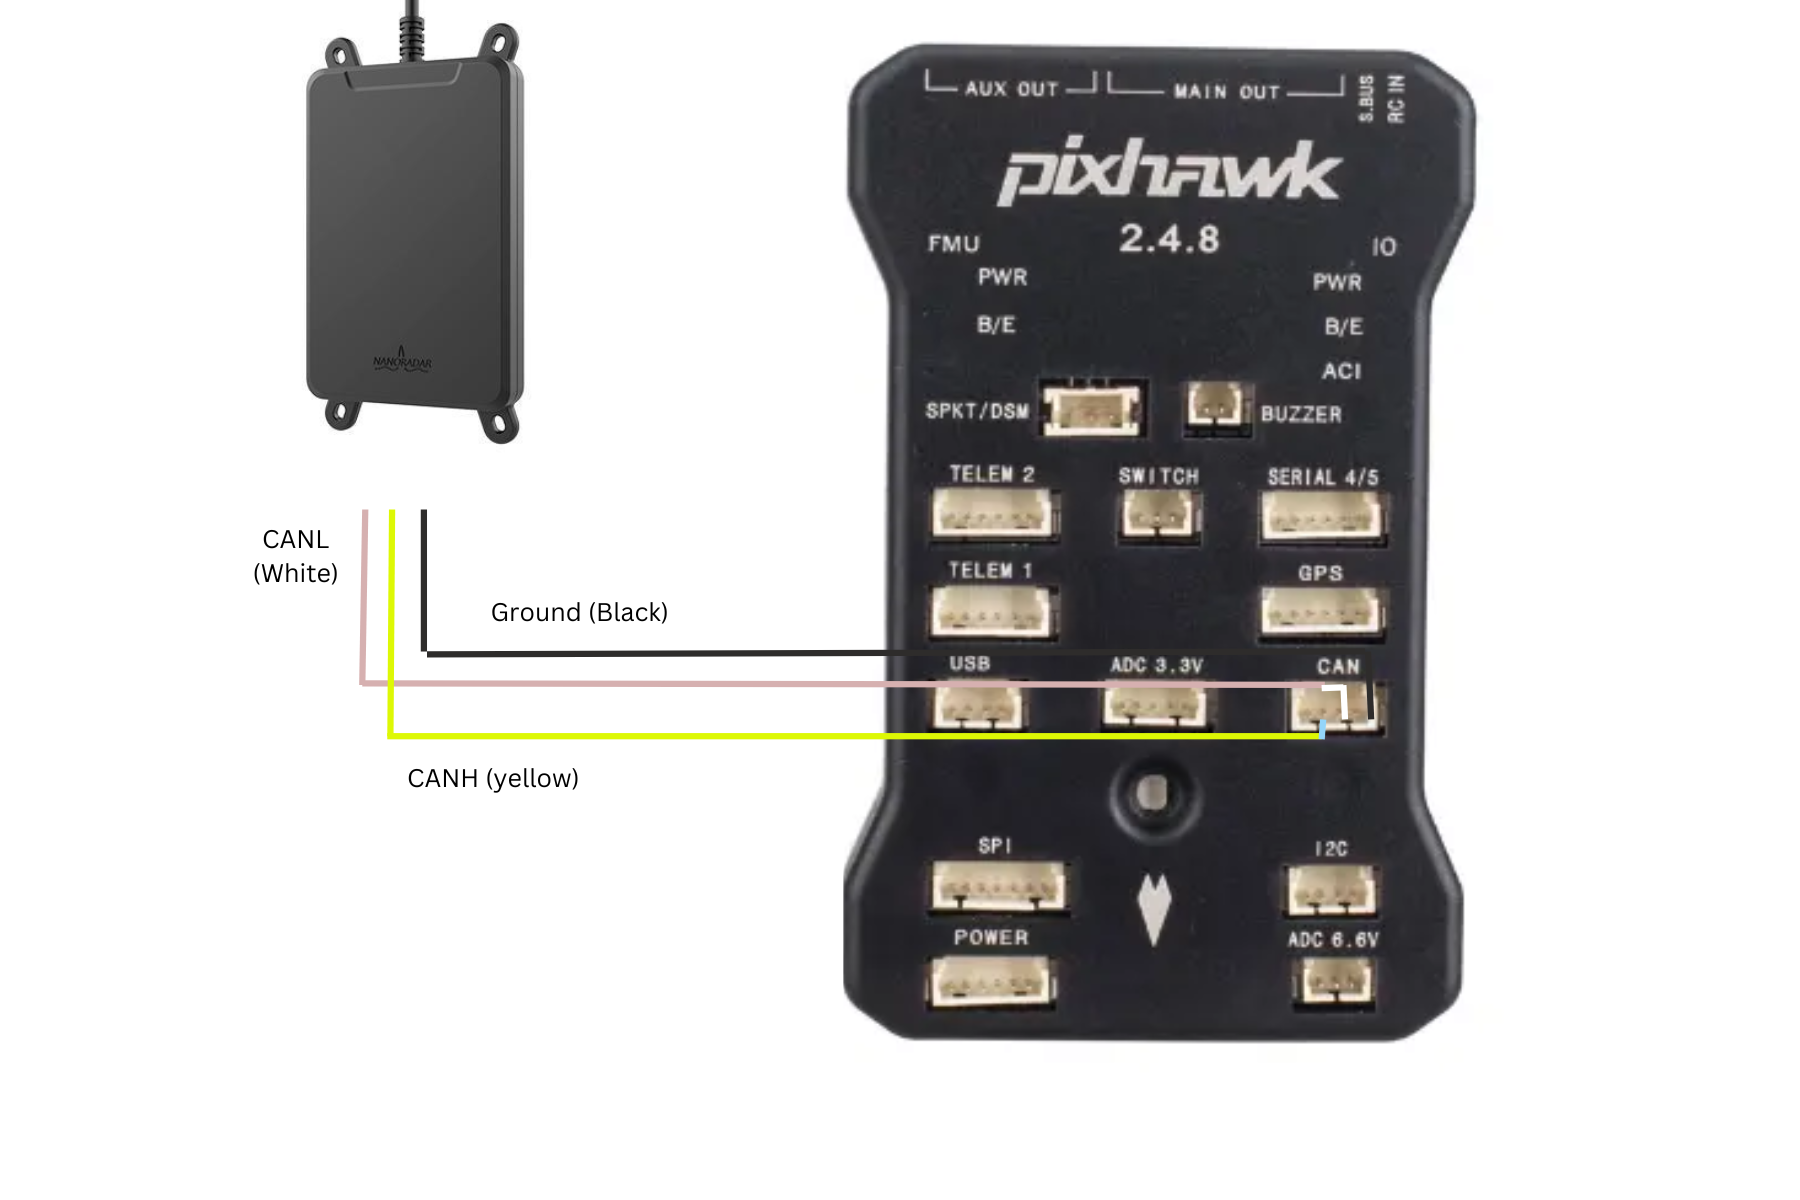 AUX OUT
MAIN OUT
S.BUS
RC IN
pixhawk
2.4.8
FMU
IO
PWR
PWR
B/E
B/E
ACI
SPKT/DSM
BUZZER
NANORADAR
TELEM 2
SWITCH
SERIAL 4/5
CANL
(White)
TELEM 1
GPS
Ground (Black)
USB
ADC 3.3V
CAN
CANH (yellow)
SPI
I2C
POWER
ADC 6.6V